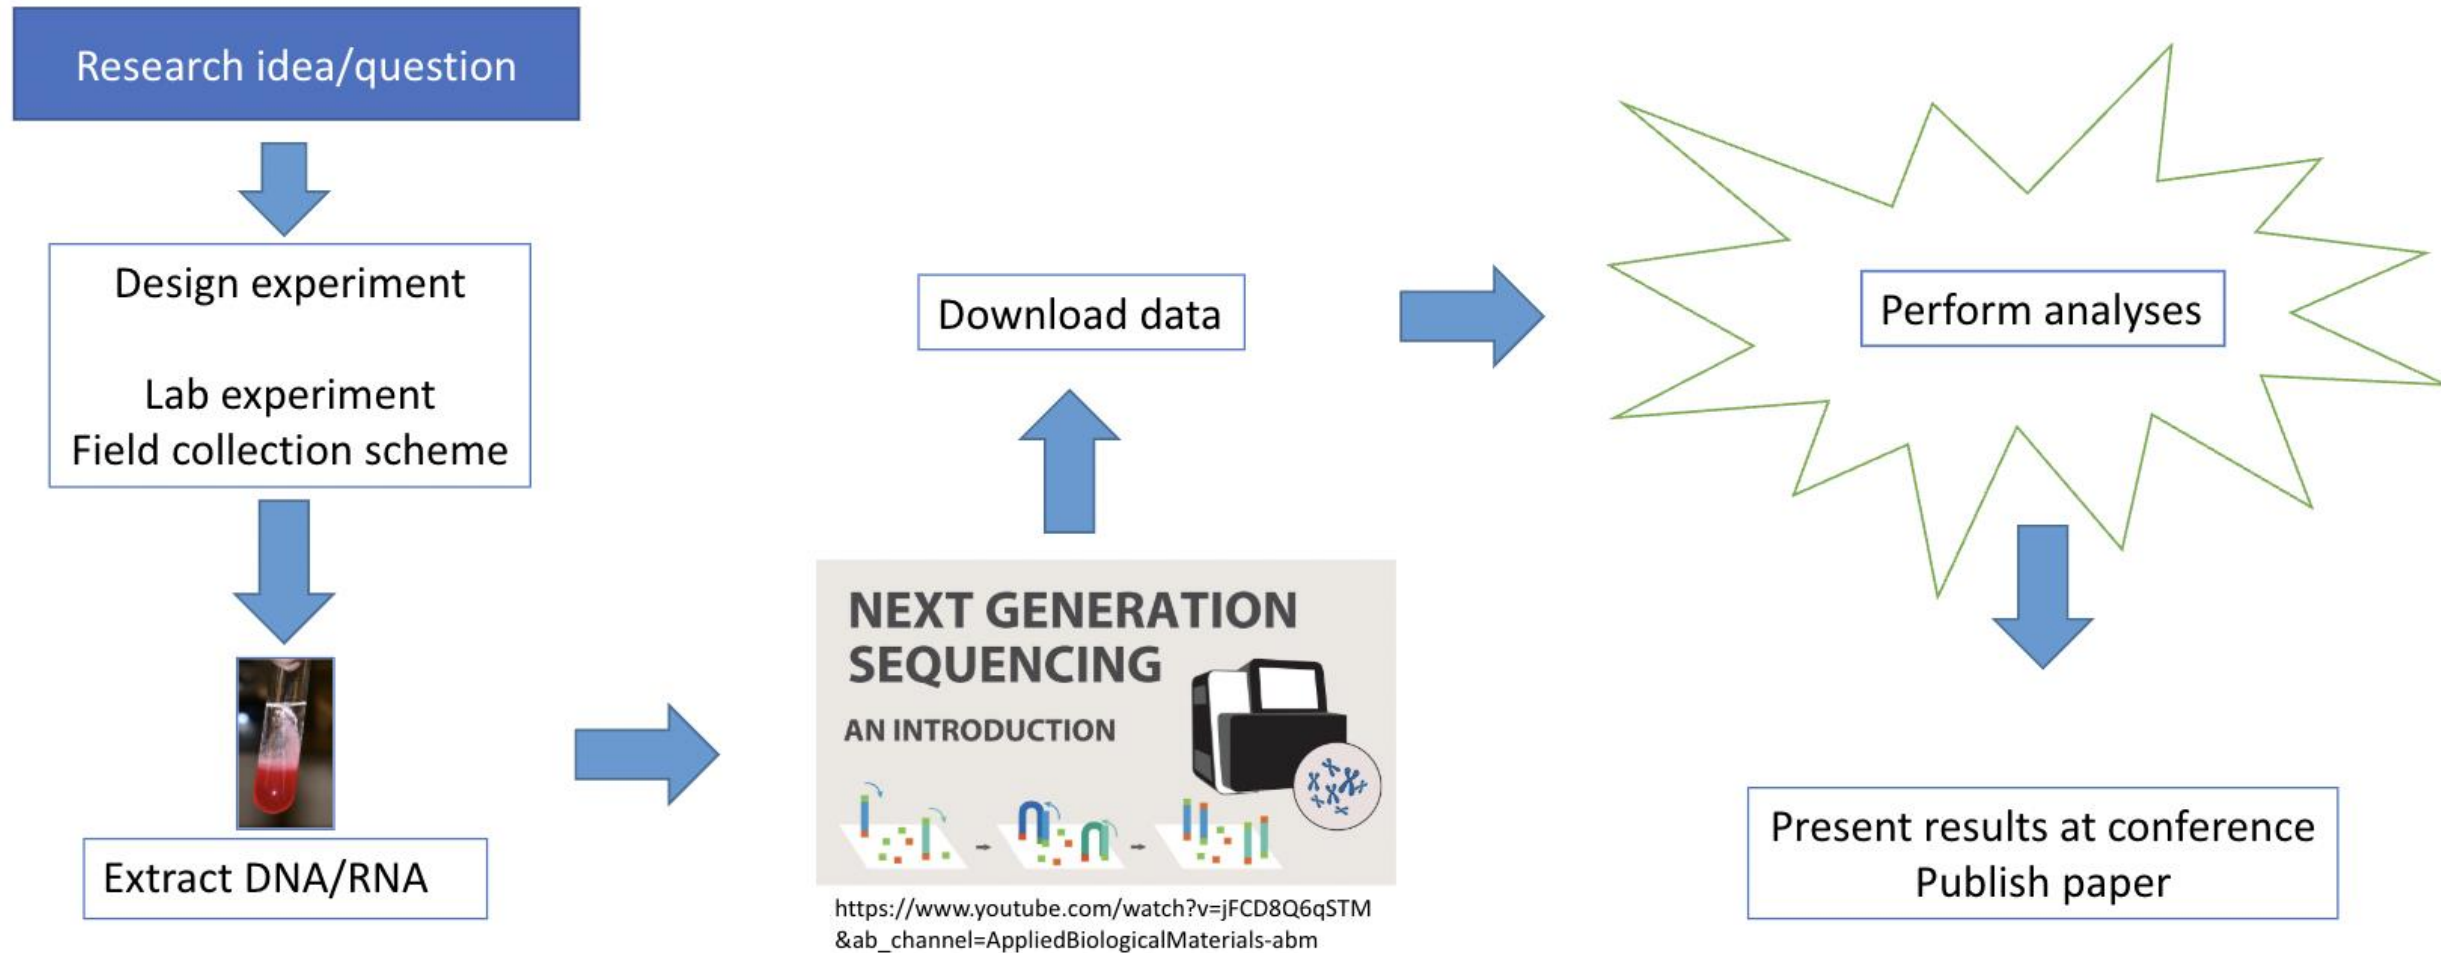 Research idea/question
Design experiment
Lab experiment
Field collection scheme
Extract DNA/RNA
NEXT GENERATION
SEQUENCING
AN INTRODUCTION
https://www.youtube.com/watch?v=jFCD8Q6qSTM
&ab_channel=AppliedBiologicalMaterials-abm
Download data
Perform analyses
Present results at conference
Publish paper